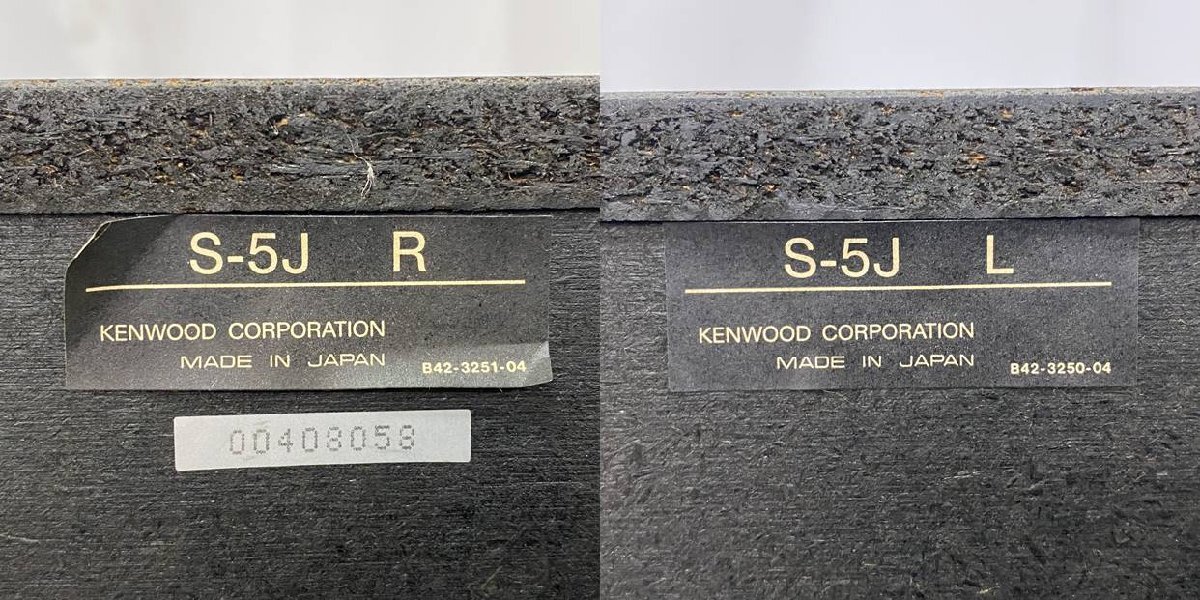 S-5J R
KENWOOD CORPORATION
MADE IN JAPAN
B42-3251-04
00408058
S-5J L
KENWOOD CORPORATION
MADE IN JAPAN
B42-3250-04